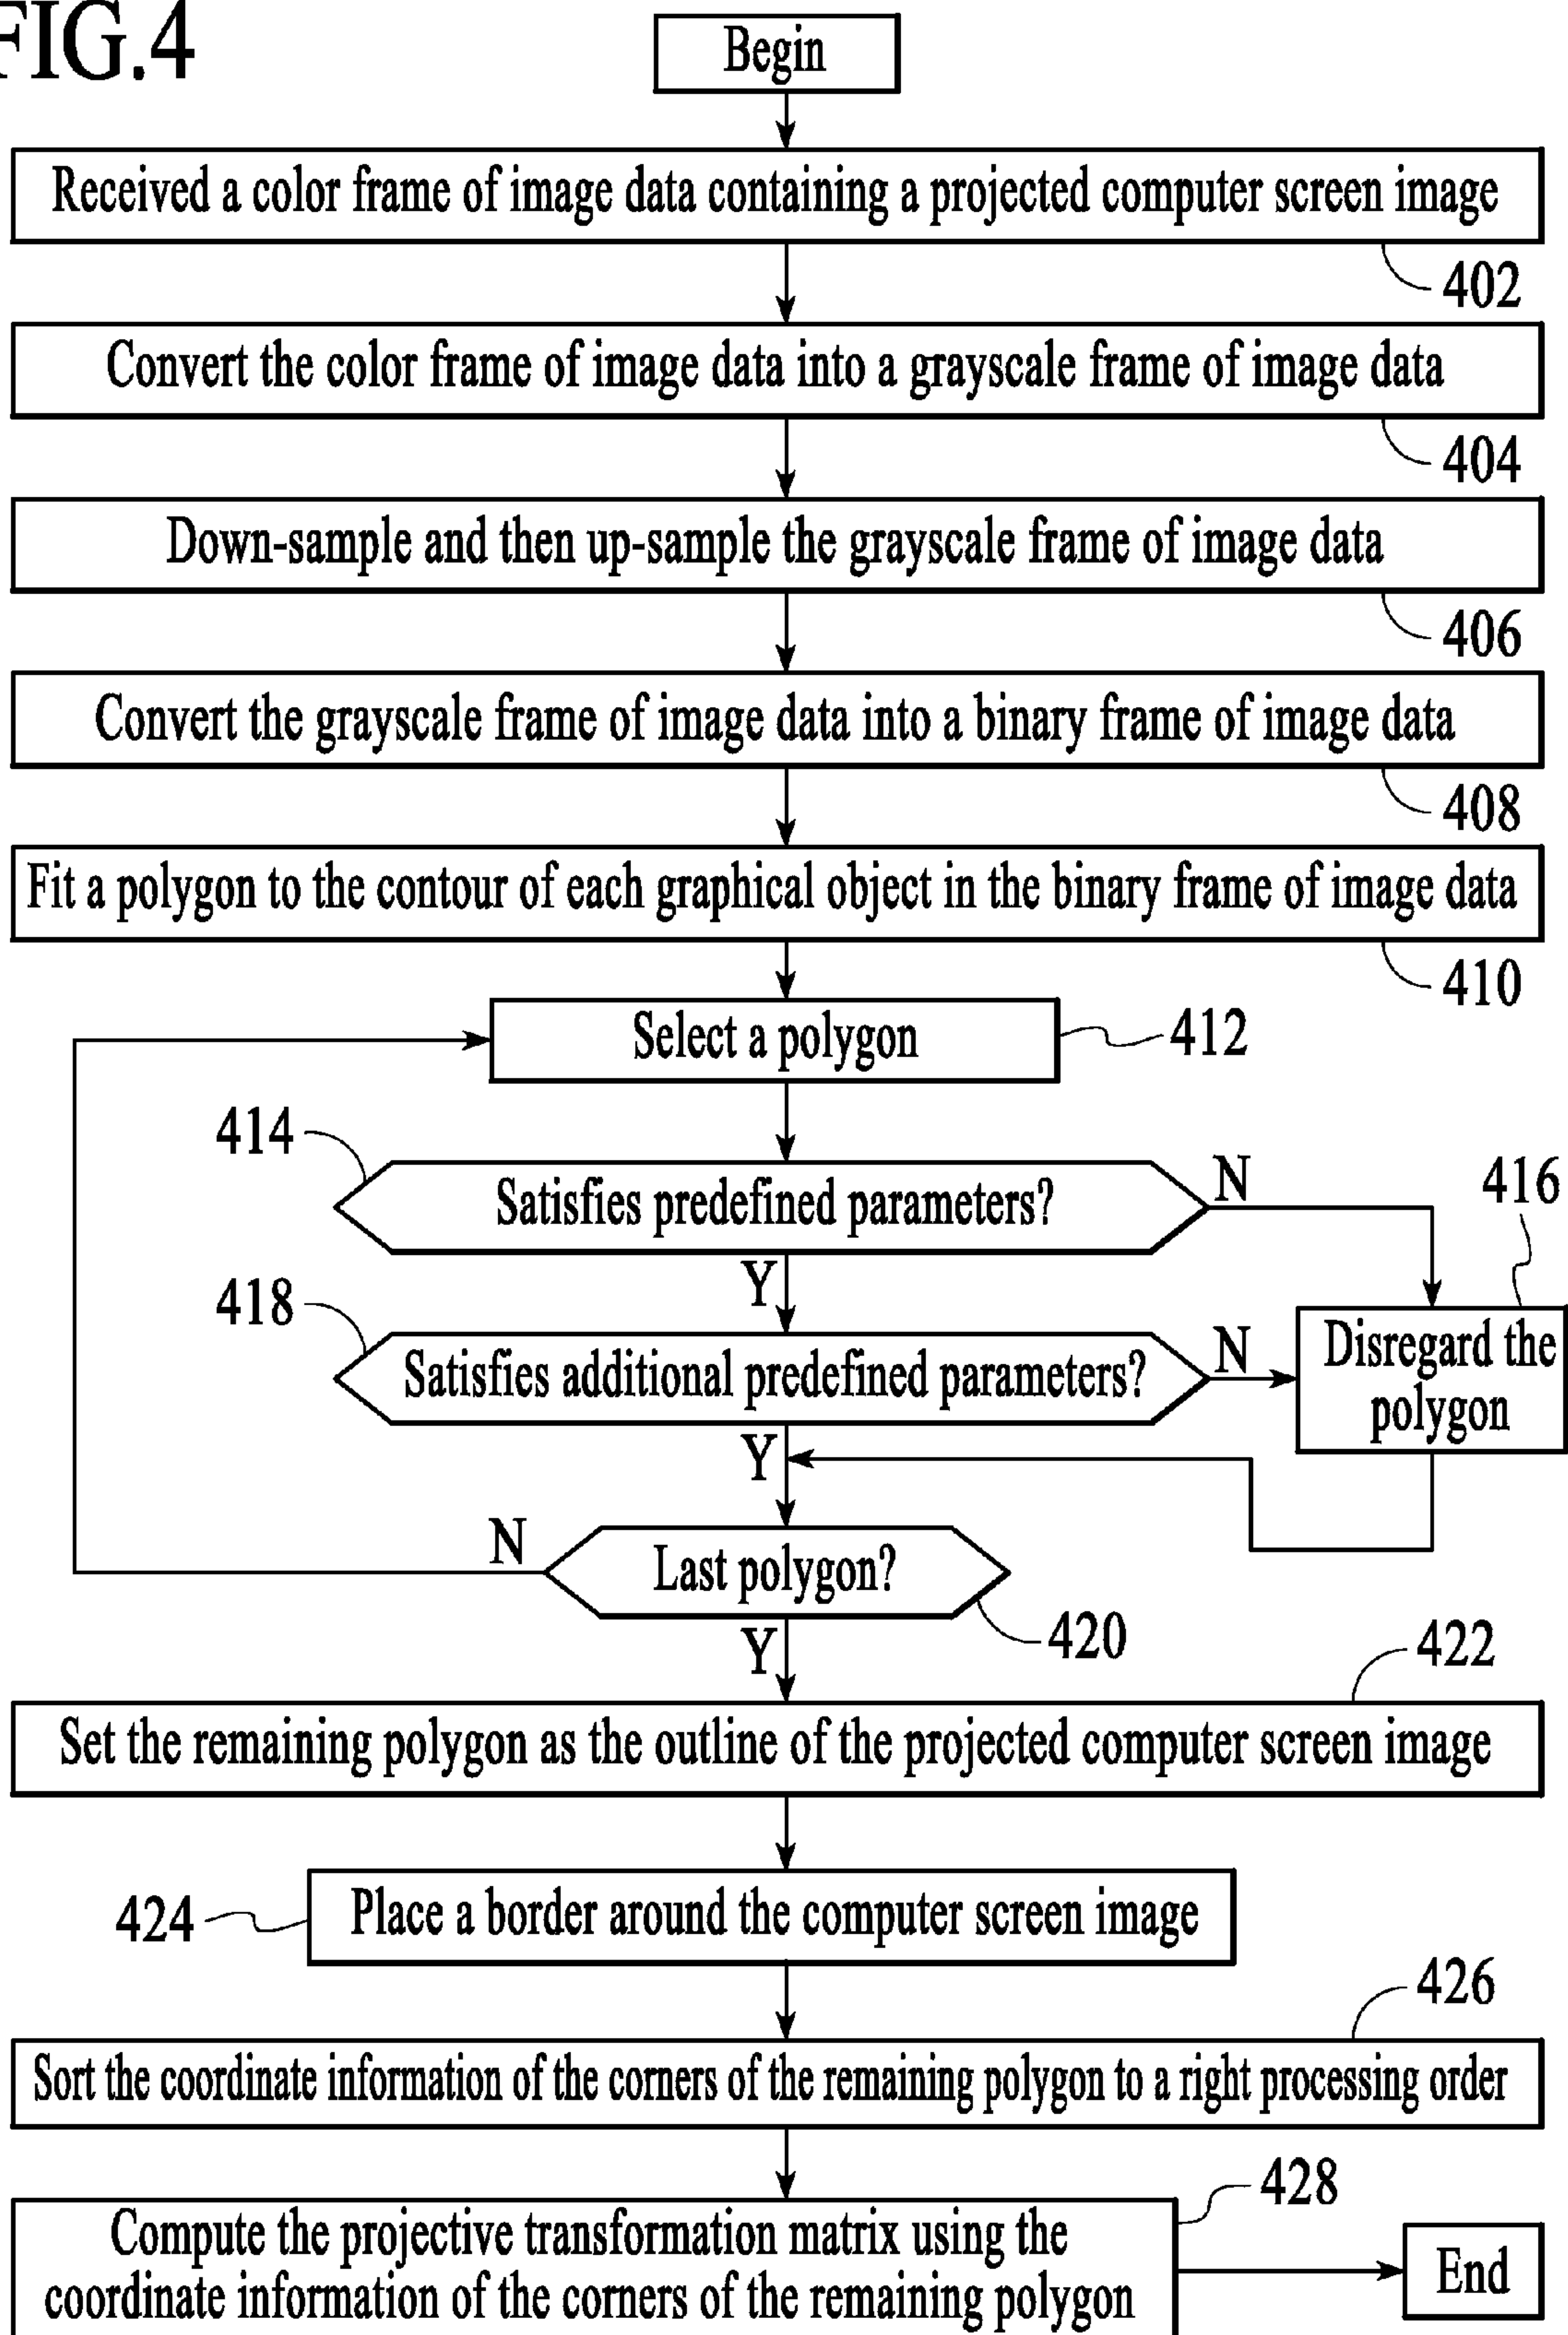 FIG.4
Begin
Received a color frame of image data containing a projected computer screen image
402
Convert the color frame of image data into a grayscale frame of image data
404
Down-sample and then up-sample the grayscale frame of image data
406
Convert the grayscale frame of image data into a binary frame of image data
408
Fit a polygon to the contour of each graphical object in the binary frame of image data
410
Select a polygon
412
414
Satisfies predefined parameters?
N
416
Y
418
Satisfies additional predefined parameters?
N
Disregard the
polygon
Y
N
Last polygon?
420
Y
422
Set the remaining polygon as the outline of the projected computer screen image
424
Place a border around the computer screen image
426
Sort the coordinate information of the corners of the remaining polygon to a right processing order
428
Compute the projective transformation matrix using the
coordinate information of the corners of the remaining polygon
End